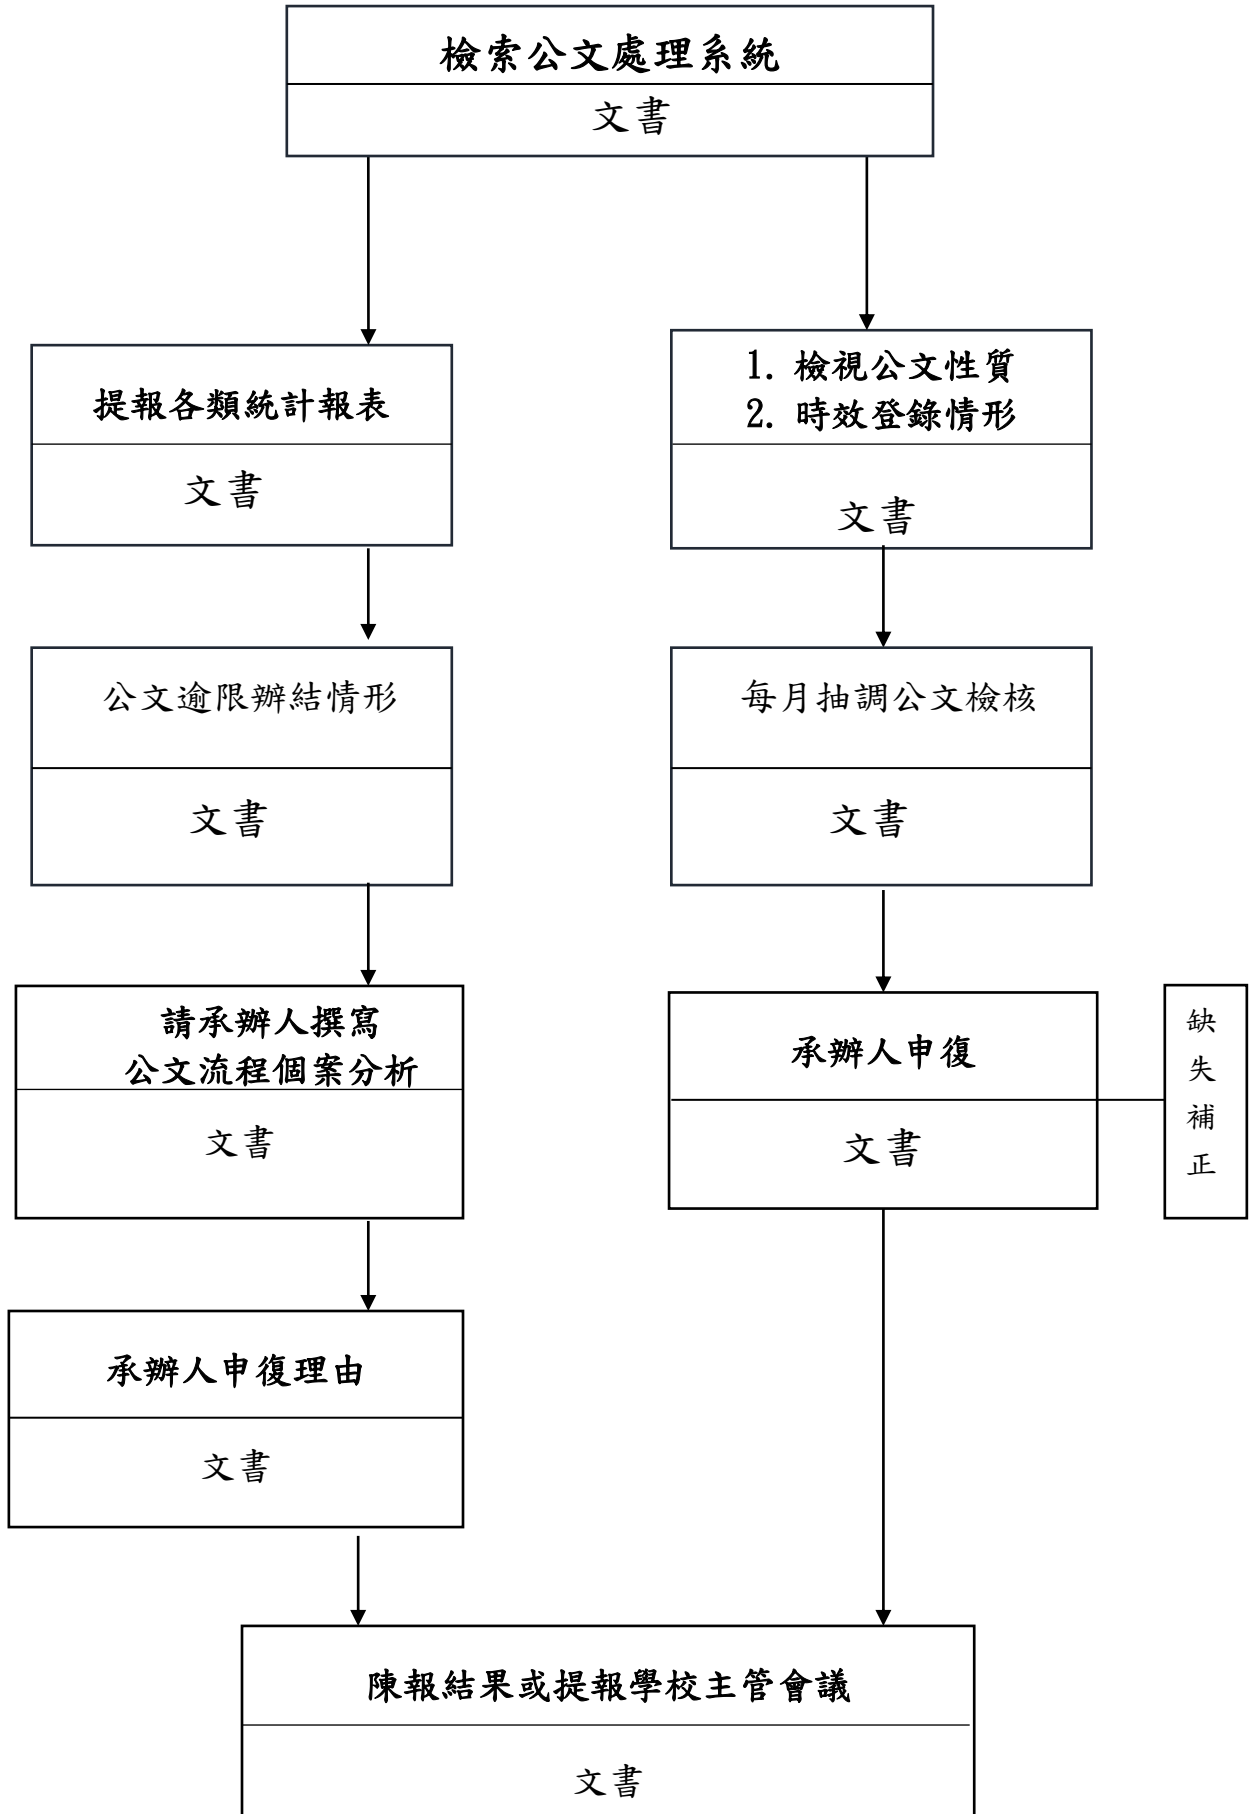 檢索公文處理系統
文書
提報各類統計報表
文書
1. 檢視公文性質
2. 時效登錄情形
文書
公文逾限辦結情形
文書
每月抽調公文檢核
文書
請承辦人撰寫
公文流程個案分析
文書
承辦人申復
文書
缺
失
補
正
承辦人申復理由
文書
陳報結果或提報學校主管會議
文書